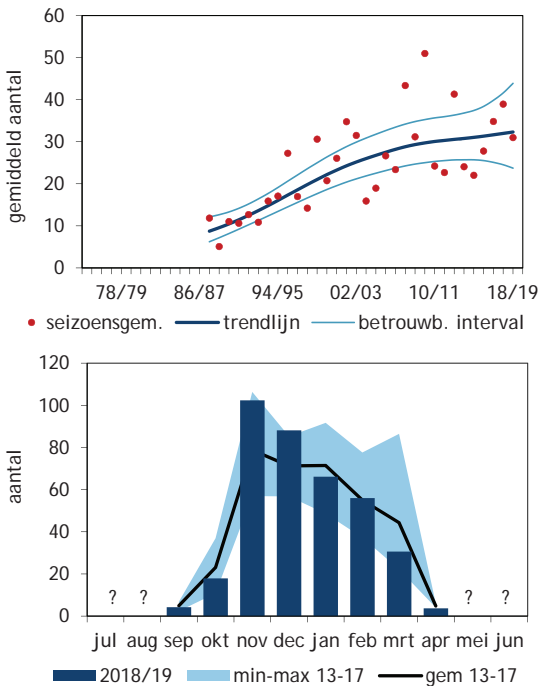 60
50
40
30
20
10
0
gemiddeld aantal
78/79 86/87 94/95 02/03 10/11 18/19
seizoensgem. trendlijn betrouwb. interval
120
100
80
60
40
20
0
aantal
? ? ? ?
jul aug sep okt nov dec jan feb mrt apr mei jun
2018/19 min-max 13-17 gem 13-17